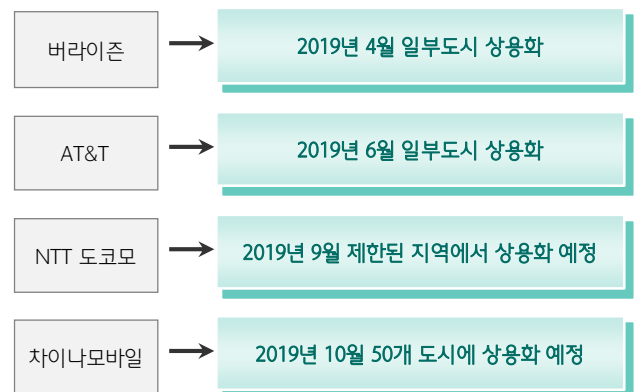 버라이즌
2019년 4월 일부도시 상용화
AT&T
2019년 6월 일부도시 상용화
NTT 도코모
2019년 9월 제한된 지역에서 상용화 예정
차이나모바일
2019년 10월 50개 도시에 상용화 예정